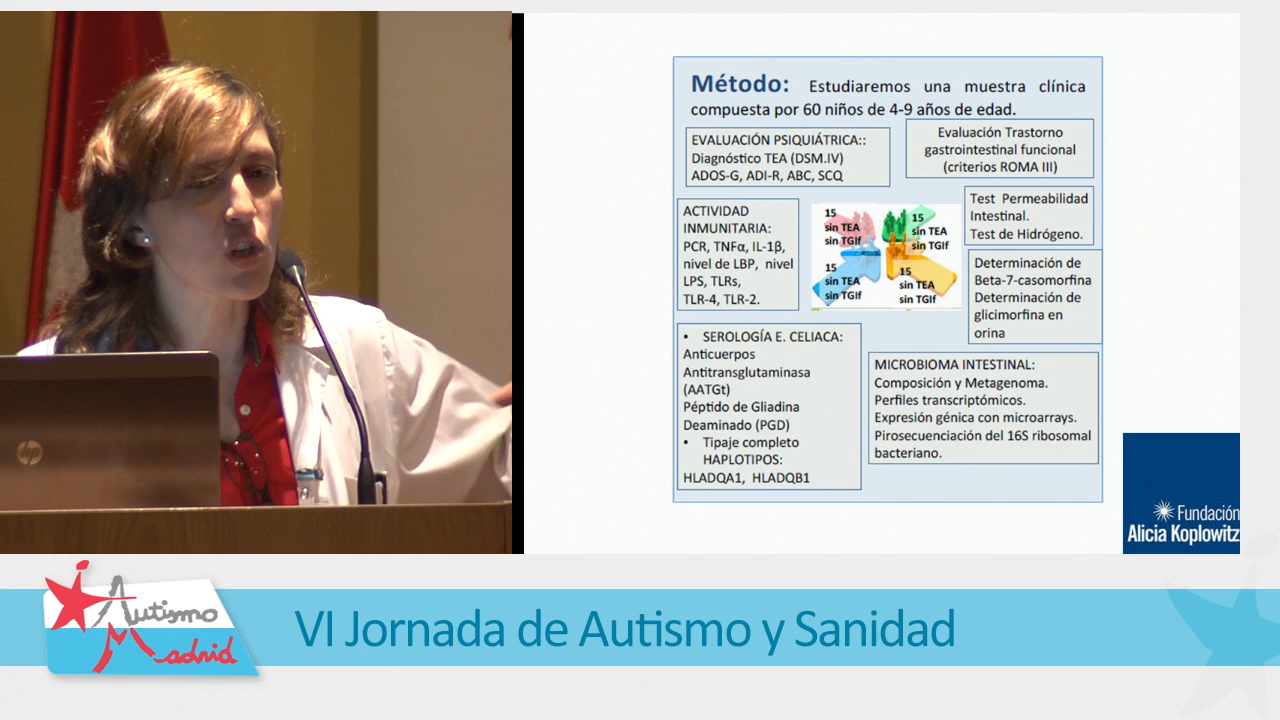 Método: Estudiaremos una muestra clínica
compuesta por 60 niños de 4-9 años de edad.
EVALUACIÓN PSIQUIÁTRICA::
Diagnóstico TEA (DSM.IV)
ADOS-G, ADI-R, ABC, SCQ
Evaluación Trastorno
gastrointestinal funcional
(criterios ROMA III)
ACTIVIDAD
INMUNITARIA:
PCR, TNFα, IL-1β,
nivel de LBP, nivel
LPS, TLRs,
TLR-4, TLR-2.
15
sin TEA
sin TGIf
15
sin TEA
sin TGIf
15
sin TEA
sin TGIf
15
sin TEA
sin TGIf
Test Permeabilidad
Intestinal.
Test de Hidrógeno.
Determinación de
Beta-7-casomorfina
Determinación de
glicimorfina en
orina
• SEROLOGÍA E. CELIACA:
Anticuerpos
Antitransglutaminasa
(AATGt)
Péptido de Gliadina
Deaminado (PGD)
• Tipaje completo
HAPLOTIPOS:
HLADQA1, HLADQB1
MICROBIOMA INTESTINAL:
Composición y Metagenoma.
Perfiles transcriptómicos.
Expresión génica con microarrays.
Pirosecuenciación del 16S ribosomal
bacteriano.
Fundación
Alicia Koplowitz
hp
Autismo
Madrid
VI Jornada de Autismo y Sanidad